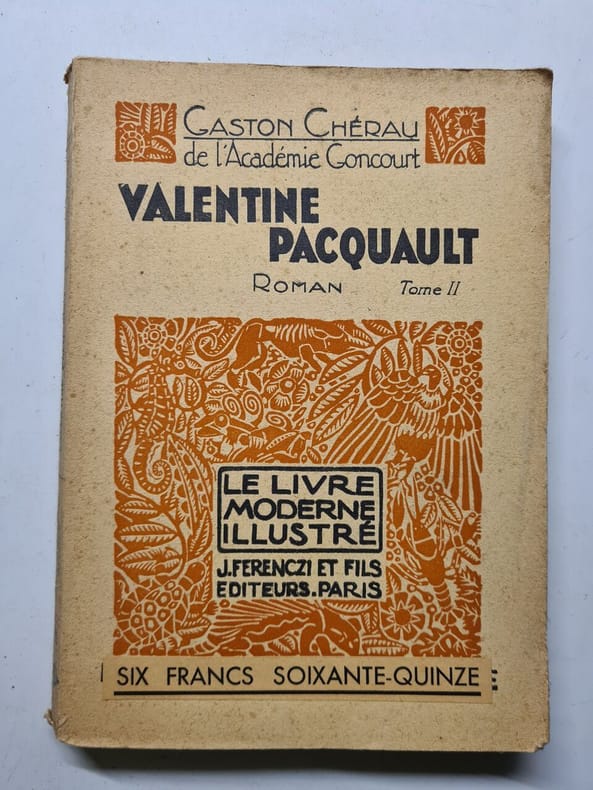 GASTON CHÉRAU
de l'Académie Goncourt
VALENTINE
PACQUAULT
ROMAN Tome II
LE LIVRE
MODERNE
ILLUSTRÉ
J. FERENCZI ET FILS
EDITEURS. PARIS
SIX FRANCS SOIXANTE-QUINZE